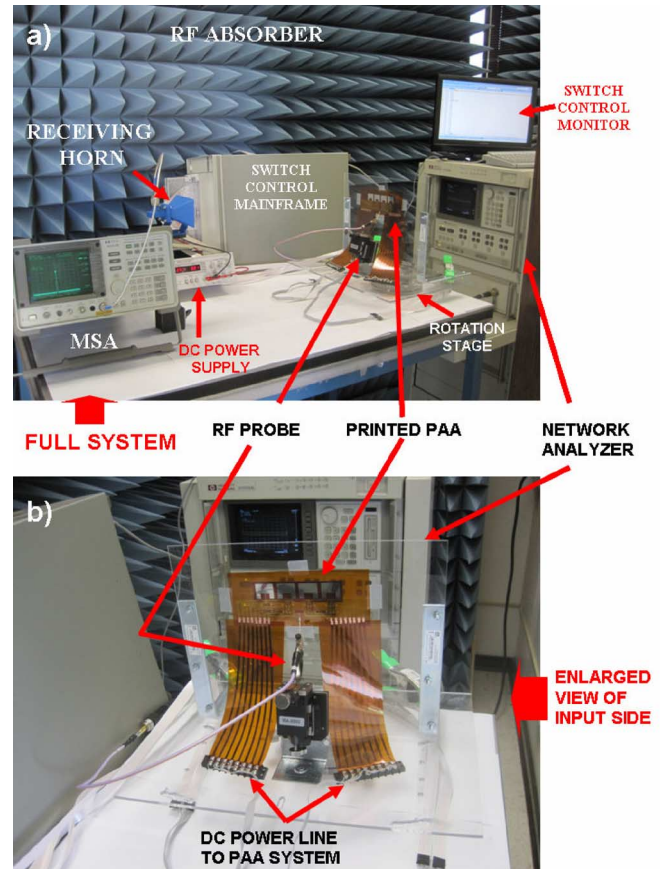 a)
RF ABSORBER
RECEIVING
HORN
SWITCH
CONTROL
MAINFRAME
SWITCH
CONTROL
MONITOR
MSA
DC POWER
SUPPLY
ROTATION
STAGE
FULL SYSTEM
RF PROBE
PRINTED PAA
NETWORK
ANALYZER
b)
ENLARGED
VIEW OF
INPUT SIDE
DC POWER LINE
TO PAA SYSTEM